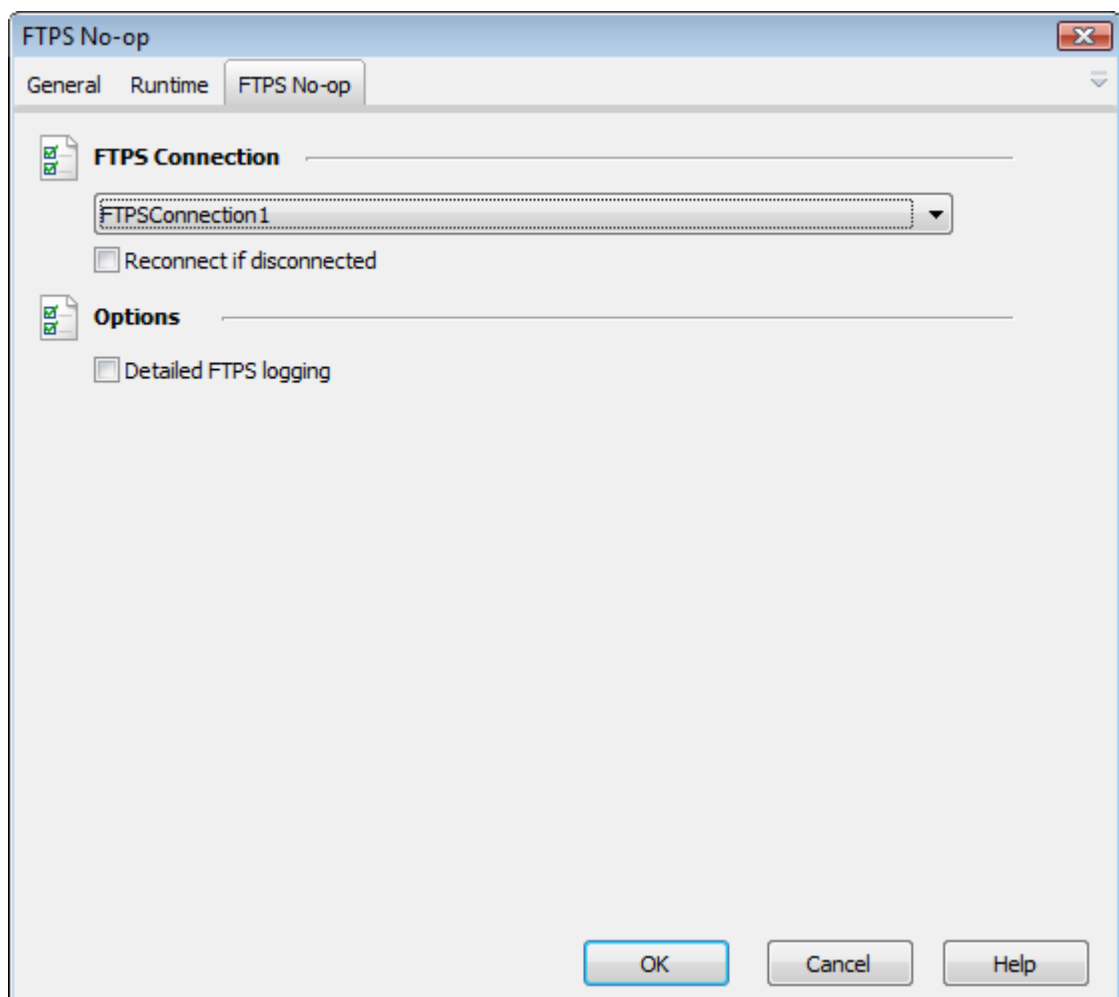 FTPS No-op
General Runtime FTPS No-op
FTPS Connection
FTPSConnection1
Reconnect if disconnected
Options
Detailed FTPS logging
OK Cancel Help